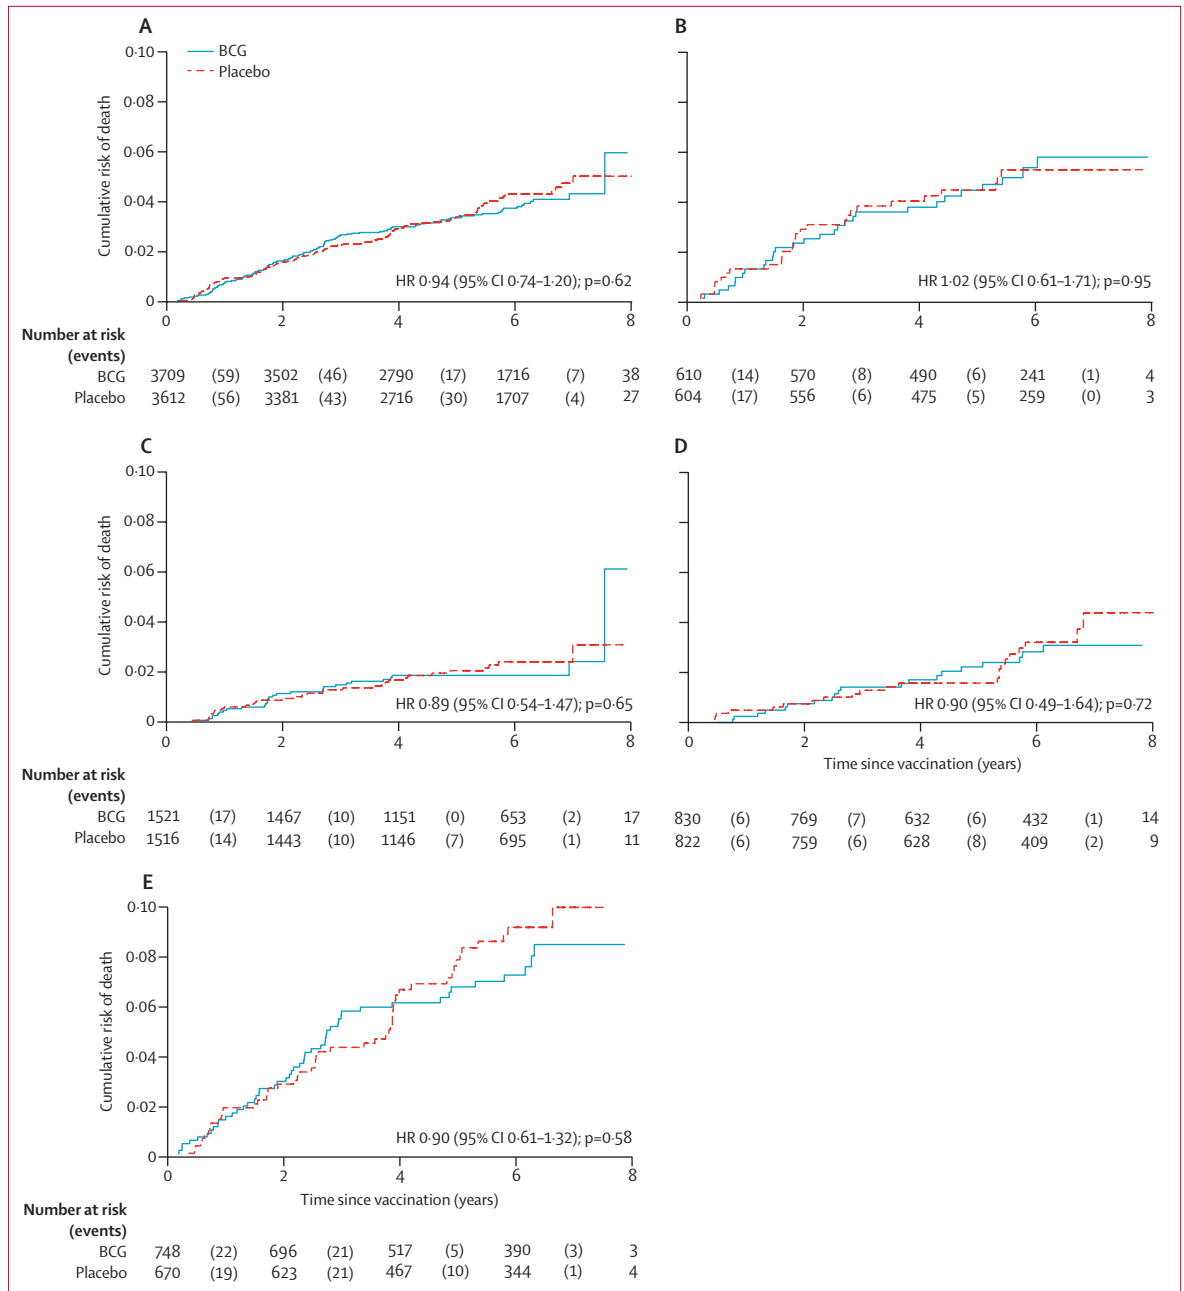 A
BCG
Placebo
0·10
0·08
0·06
0·04
0·02
0
Cumulative risk of death
HR 0·94 (95% CI 0·74–1·20); p=0·62
0 2 4 6 8
B
HR 1·02 (95% CI 0·61–1·71); p=0·95
0 2 4 6 8
Number at risk
(events)
BCG 3709 (59) 3502 (46) 2790 (17) 1716 (7) 38 610 (14) 570 (8) 490 (6) 241 (1) 4
Placebo 3612 (56) 3381 (43) 2716 (30) 1707 (4) 27 604 (17) 556 (6) 475 (5) 259 (0) 3
C
0·10
0·08
0·06
0·04
0·02
0
Cumulative risk of death
HR 0·89 (95% CI 0·54–1·47); p=0·65
0 2 4 6 8
D
HR 0·90 (95% CI 0·49–1·64); p=0·72
0 2 4 6 8
Time since vaccination (years)
Number at risk
(events)
BCG 1521 (17) 1467 (10) 1151 (0) 653 (2) 17 830 (6) 769 (7) 632 (6) 432 (1) 14
Placebo 1516 (14) 1443 (10) 1146 (7) 695 (1) 11 822 (6) 759 (6) 628 (8) 409 (2) 9
E
0·10
0·08
0·06
0·04
0·02
0
Cumulative risk of death
HR 0·90 (95% CI 0·61–1·32); p=0·58
0 2 4 6 8
Time since vaccination (years)
Number at risk
(events)
BCG 748 (22) 696 (21) 517 (5) 390 (3) 3
Placebo 670 (19) 623 (21) 467 (10) 344 (1) 4